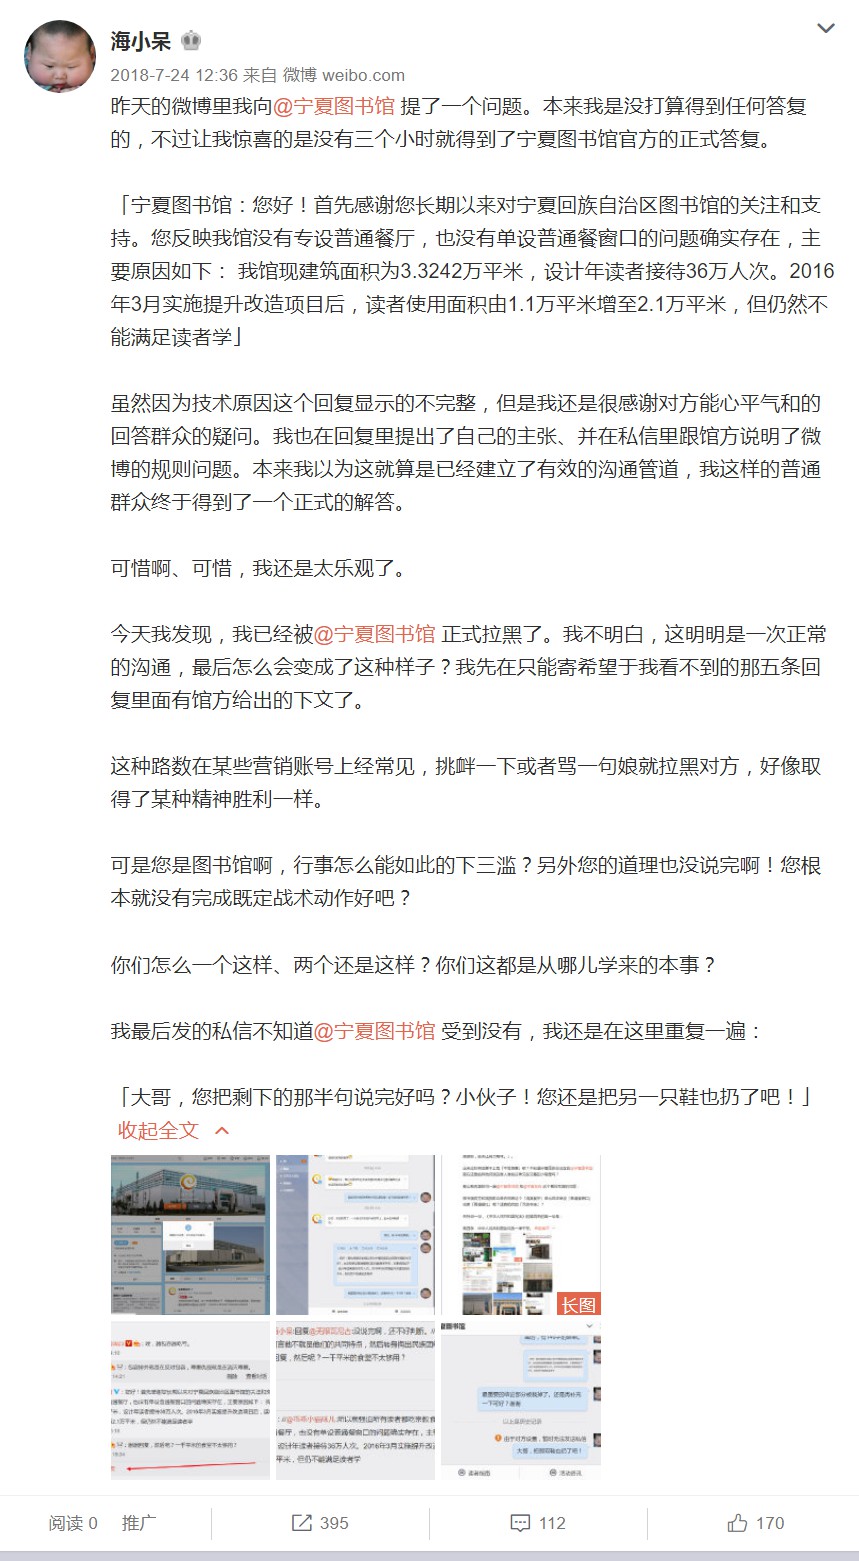 海小呆
2018-7-24 12:36 来自 微博 weibo.com
昨天的微博里我向@宁夏图书馆 提了一个问题。本来我是没打算得到任何答复
的，不过让我惊喜的是没有三个小时就得到了宁夏图书馆官方的正式答复。
「宁夏图书馆：您好！首先感谢您长期以来对宁夏回族自治区图书馆的关注和支
持。您反映我馆没有专设普通餐厅，也没有单设普通餐窗口的问题确实存在，主
要原因如下： 我馆现建筑面积为3.3242万平米，设计年读者接待36万人次。2016
年3月实施提升改造项目后，读者使用面积由1.1万平米增至2.1万平米，但仍然不
能满足读者学」
虽然因为技术原因这个回复显示的不完整，但是我还是很感谢对方能心平气和的
回答群众的疑问。我也在回复里提出了自己的主张、并在私信里跟馆方说明了微
博的规则问题。本来我以为这就算是已经建立了有效的沟通管道，我这样的普通
群众终于得到了一个正式的解答。
可惜啊、可惜，我还是太乐观了。
今天我发现，我已经被@宁夏图书馆 正式拉黑了。我不明白，这明明是一次正常
的沟通，最后怎么会变成了这种样子？我先在只能寄希望于我看不到的那五条回
复里面有馆方给出的下文了。
这种路数在某些营销账号上经常见，挑衅一下或者骂一句娘就拉黑对方，好像取
得了某种精神胜利一样。
可是您是图书馆啊，行事怎么能如此的下三滥？另外您的道理也没说完啊！您根
本就没有完成既定战术动作好吧？
你们怎么一个这样、两个还是这样？你们这都是从哪儿学来的本事？
我最后发的私信不知道@宁夏图书馆 受到没有，我还是在这里重复一遍：
「大哥，您把剩下的那半句说完好吗？小伙子！您还是把另一只鞋也扔了吧！」
收起全文
长图
阅读 0 推广 395 112 170